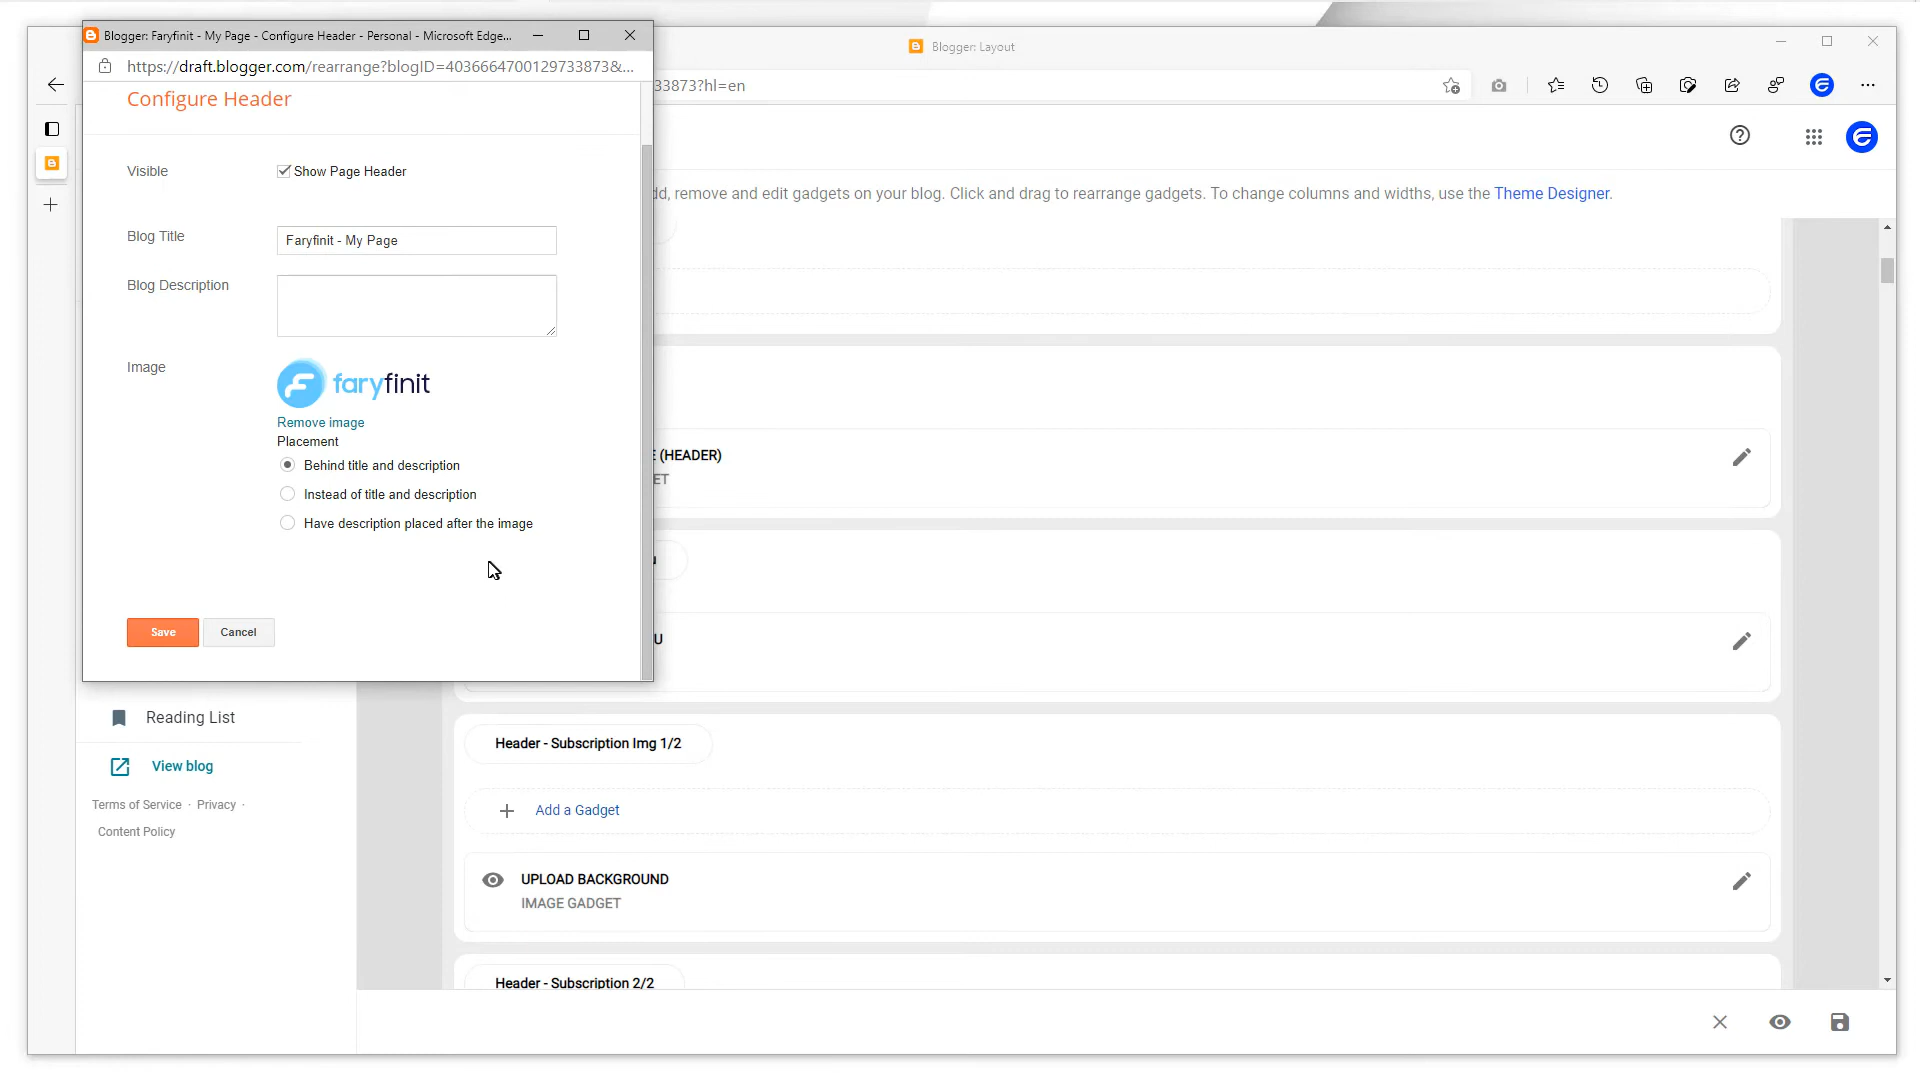 Blogger: Faryfinit - My Page - Configure Header - Personal - Microsoft Edge...
https://draft.blogger.com/rearrange?blogID=4036664700129733873&...
Configure Header
Visible
Show Page Header
Blog Title
Faryfinit - My Page
Blog Description
Image
faryfinit
Remove image
Placement
Behind title and description
Instead of title and description
Have description placed after the image
Save
Cancel
Blogger: Layout
33873?hl=en
dd, remove and edit gadgets on your blog. Click and drag to rearrange gadgets. To change columns and widths, use the Theme Designer.
(HEADER)
ET
U
Reading List
View blog
Terms of Service · Privacy ·
Content Policy
Header - Subscription Img 1/2
Add a Gadget
UPLOAD BACKGROUND
IMAGE GADGET
Header - Subscription 2/2